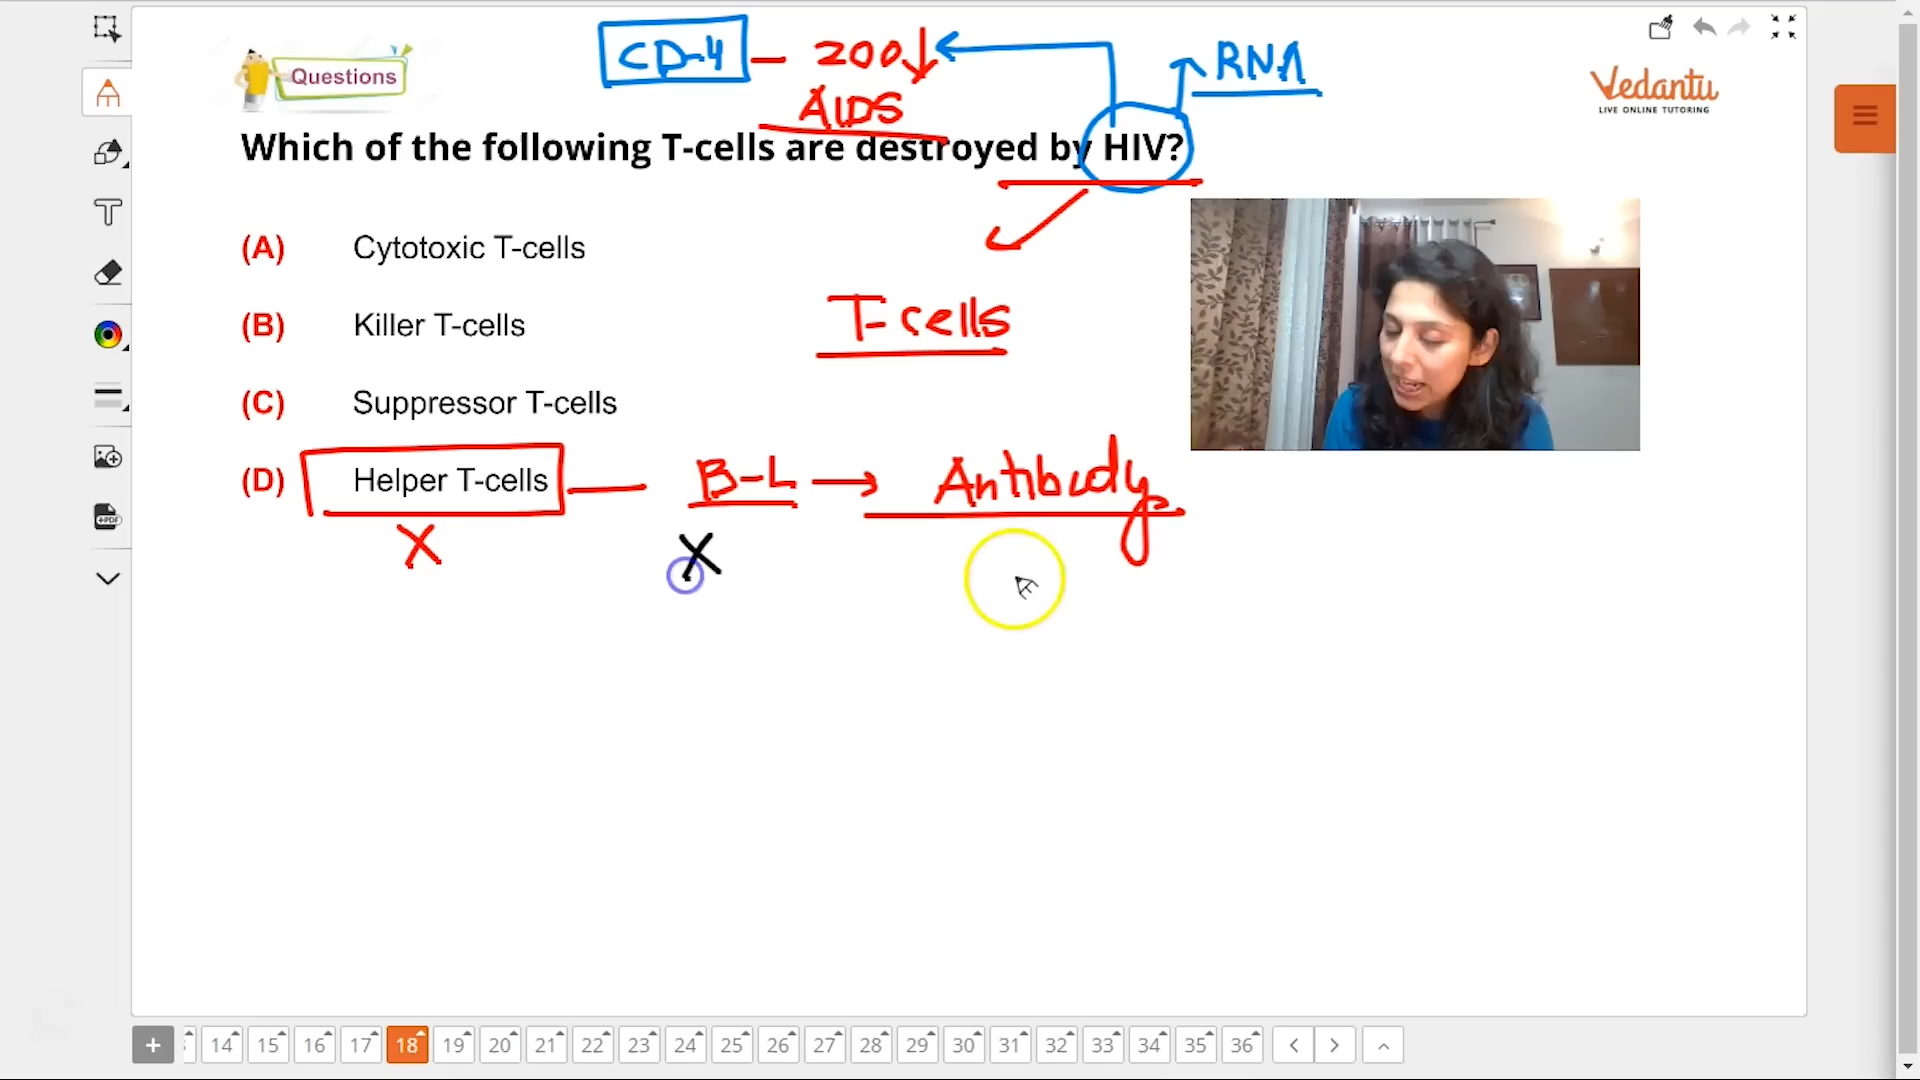 CD-4 — 200↓
RNA
Questions
AIDS
Vedantu
LIVE ONLINE TUTORING
Which of the following T-cells are destroyed by HIV?
(A) Cytotoxic T-cells
(B) Killer T-cells
T-cells
(C) Suppressor T-cells
(D) Helper T-cells — B-L → Antibody
X X
+PDF
+ 14 15 16 17 18 19 20 21 22 23 24 25 26 27 28 29 30 31 32 33 34 35 36 < >